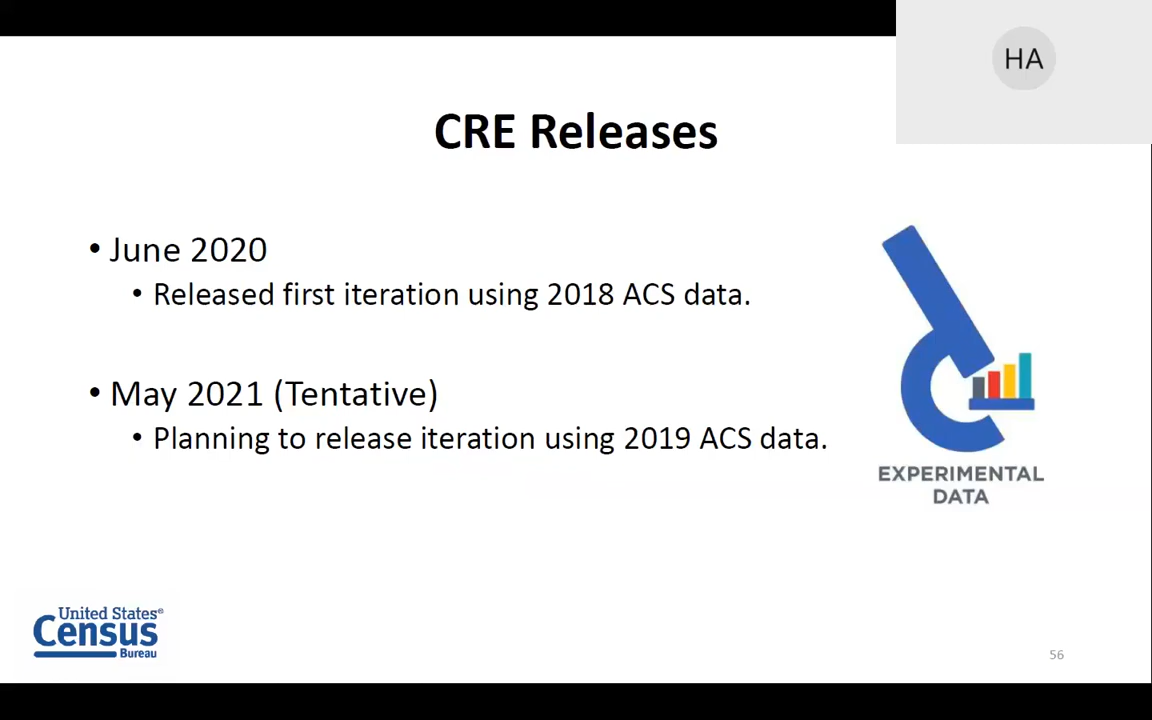 HA
CRE Releases
• June 2020
• Released first iteration using 2018 ACS data.
• May 2021 (Tentative)
• Planning to release iteration using 2019 ACS data.
EXPERIMENTAL
DATA
United States®
Census
Bureau
56